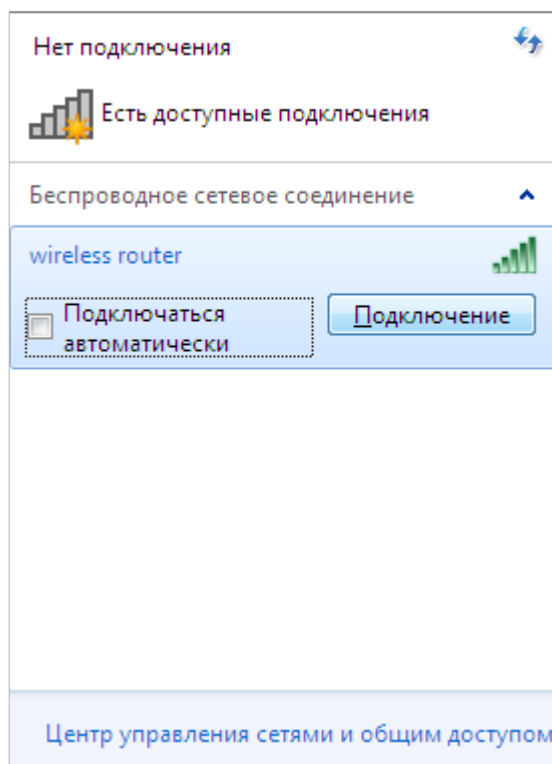 Нет подключения
Есть доступные подключения
Беспроводное сетевое соединение
wireless router
Подключаться
автоматически
Подключение
Центр управления сетями и общим доступом